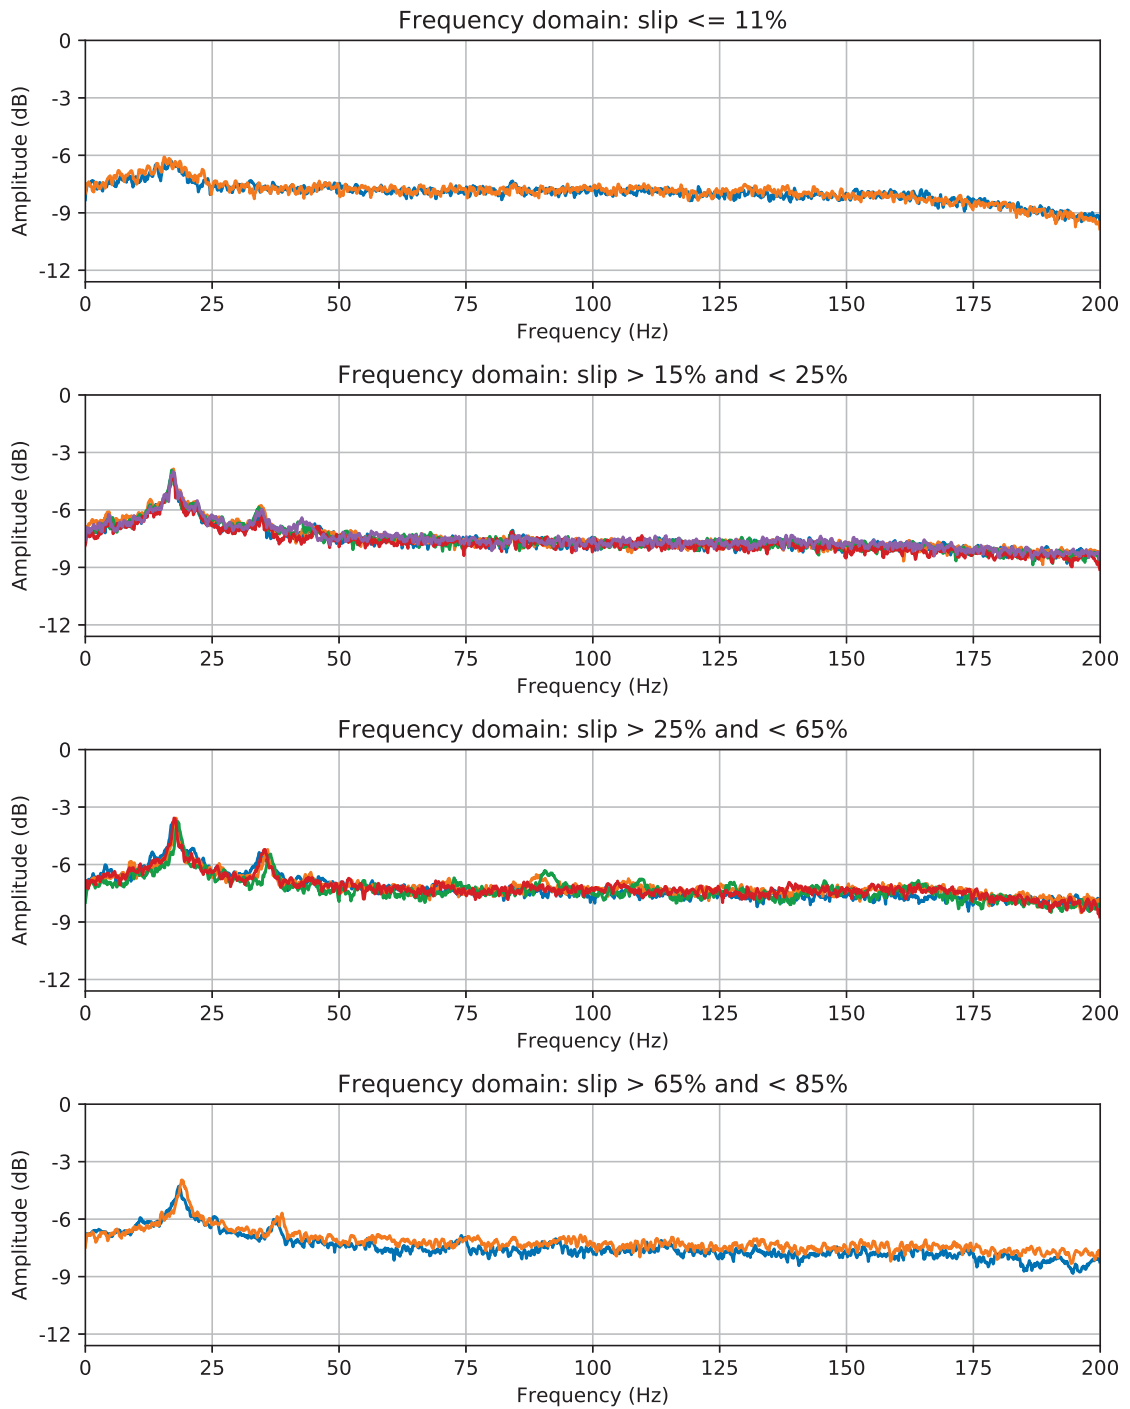 Frequency domain: slip <= 11%
0
-3
-6
-9
-12
Amplitude (dB)
0 25 50 75 100 125 150 175 200
Frequency (Hz)
Frequency domain: slip > 15% and < 25%
0
-3
-6
-9
-12
Amplitude (dB)
0 25 50 75 100 125 150 175 200
Frequency (Hz)
Frequency domain: slip > 25% and < 65%
0
-3
-6
-9
-12
Amplitude (dB)
0 25 50 75 100 125 150 175 200
Frequency (Hz)
Frequency domain: slip > 65% and < 85%
0
-3
-6
-9
-12
Amplitude (dB)
0 25 50 75 100 125 150 175 200
Frequency (Hz)